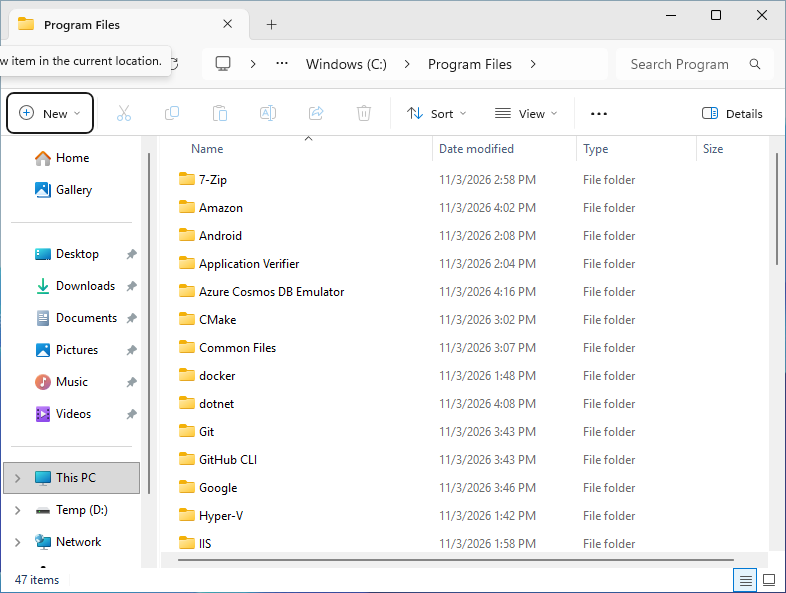 Program Files
w item in the current location.
Windows (C:) Program Files Search Program
New Sort View Details
Name Date modified Type Size
Home
Gallery
Desktop
Downloads
Documents
Pictures
Music
Videos
This PC
Temp (D:)
Network
7-Zip 11/3/2026 2:58 PM File folder
Amazon 11/3/2026 4:02 PM File folder
Android 11/3/2026 2:08 PM File folder
Application Verifier 11/3/2026 2:04 PM File folder
Azure Cosmos DB Emulator 11/3/2026 4:16 PM File folder
CMake 11/3/2026 3:02 PM File folder
Common Files 11/3/2026 3:07 PM File folder
docker 11/3/2026 1:48 PM File folder
dotnet 11/3/2026 4:08 PM File folder
Git 11/3/2026 3:43 PM File folder
GitHub CLI 11/3/2026 3:43 PM File folder
Google 11/3/2026 3:46 PM File folder
Hyper-V 11/3/2026 1:42 PM File folder
IIS 11/3/2026 1:58 PM File folder
47 items